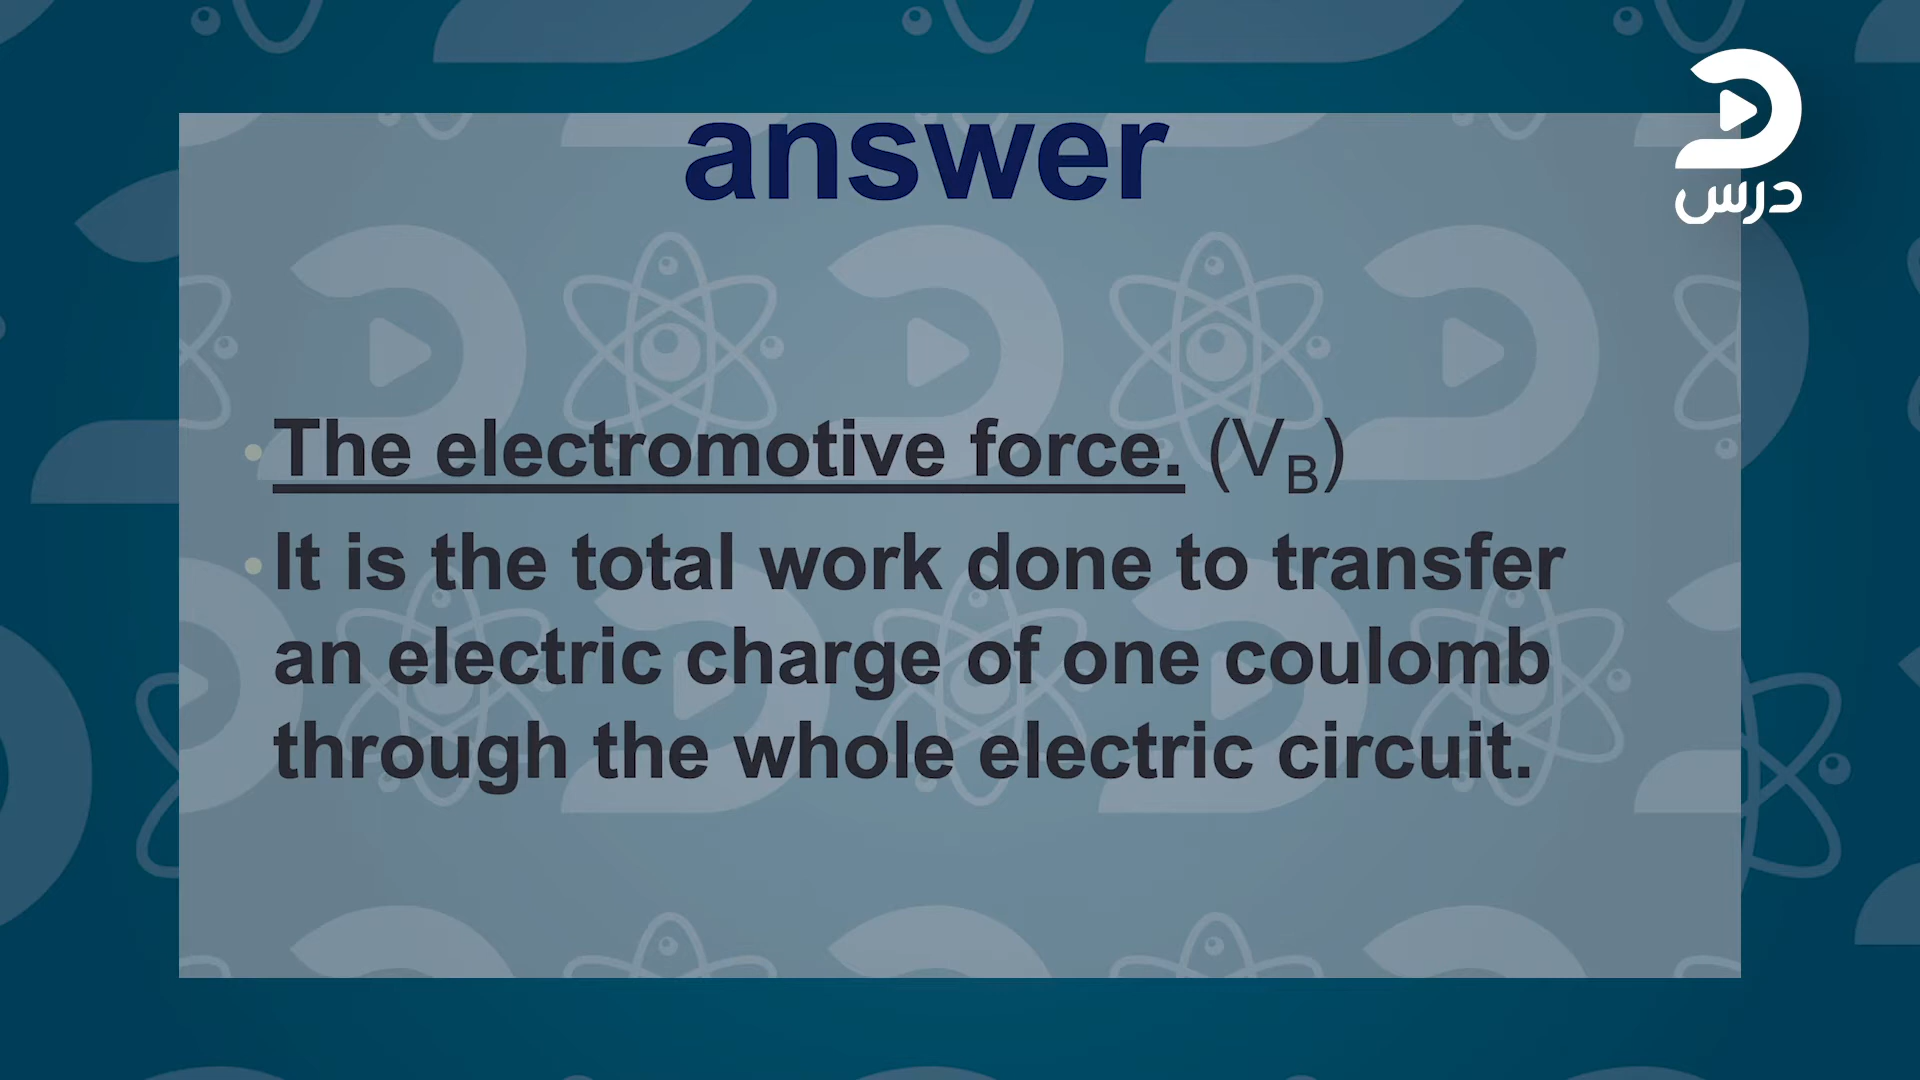 درس
answer
The electromotive force. (VB)
It is the total work done to transfer
an electric charge of one coulomb
through the whole electric circuit.